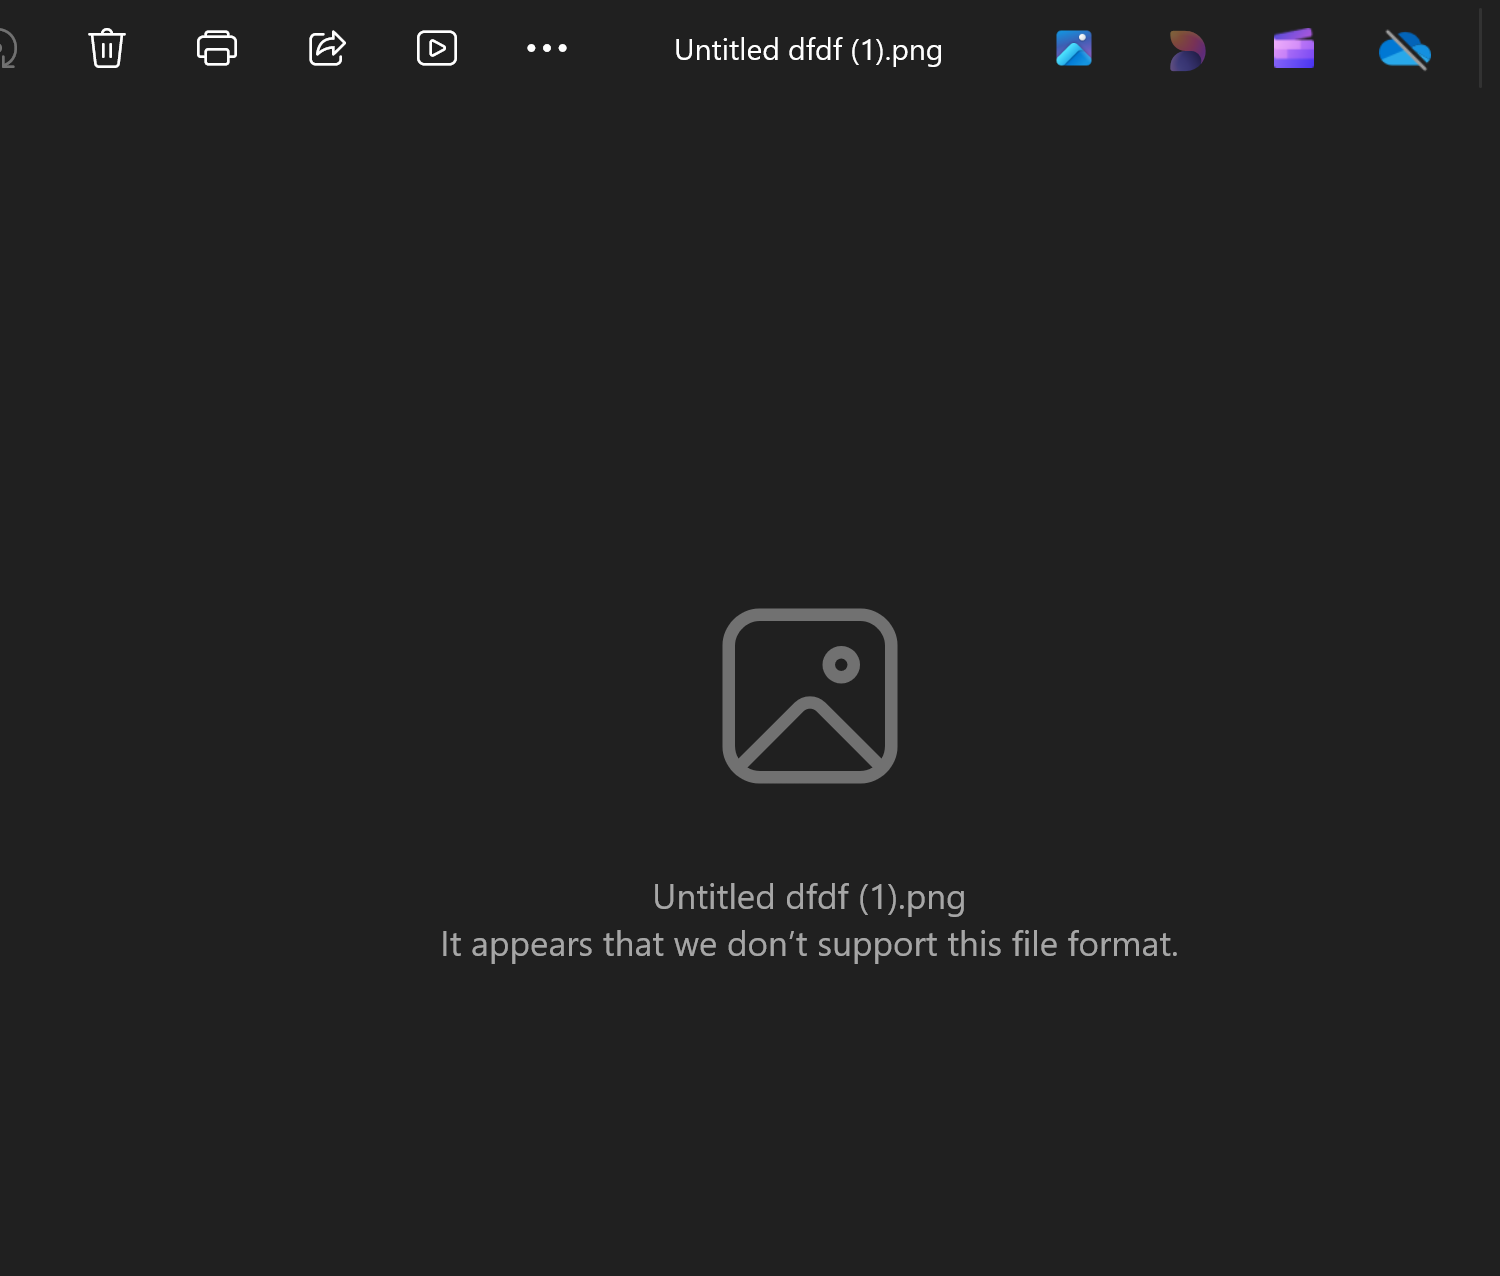 Untitled dfdf (1).png
Untitled dfdf (1).png
It appears that we don’t support this file format.